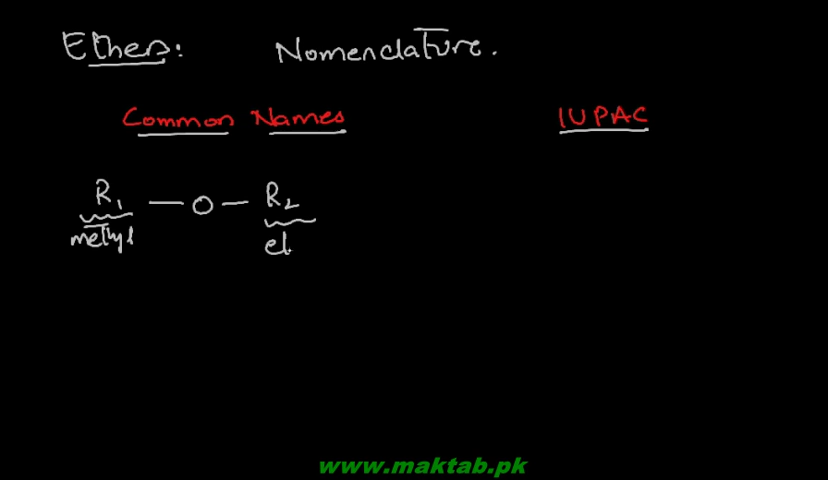 Ethers: Nomenclature.
Common Names IUPAC
R₁ — O — R₂
methyl et
www.maktab.pk